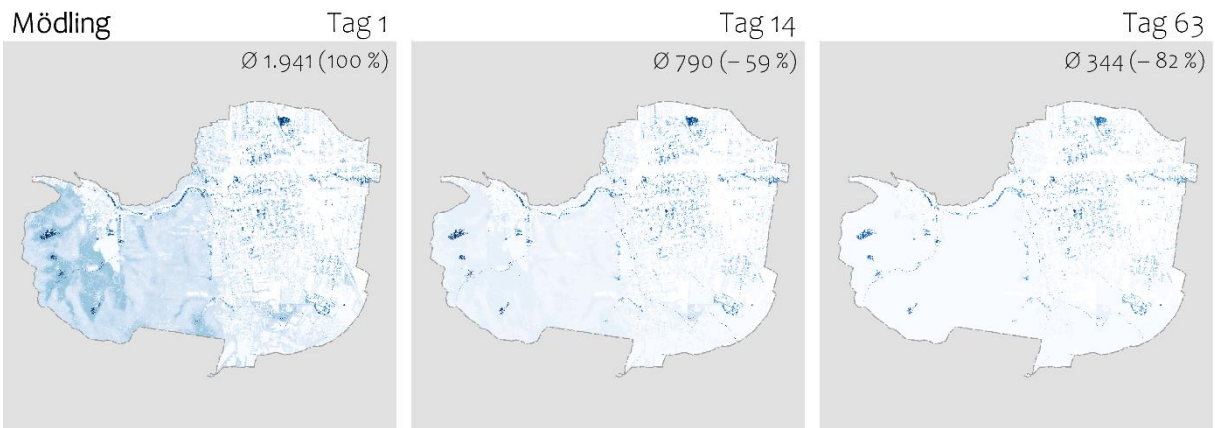 Mödling
Tag 1
Ø 1.941 (100 %)
Tag 14
Ø 790 (– 59 %)
Tag 63
Ø 344 (– 82 %)